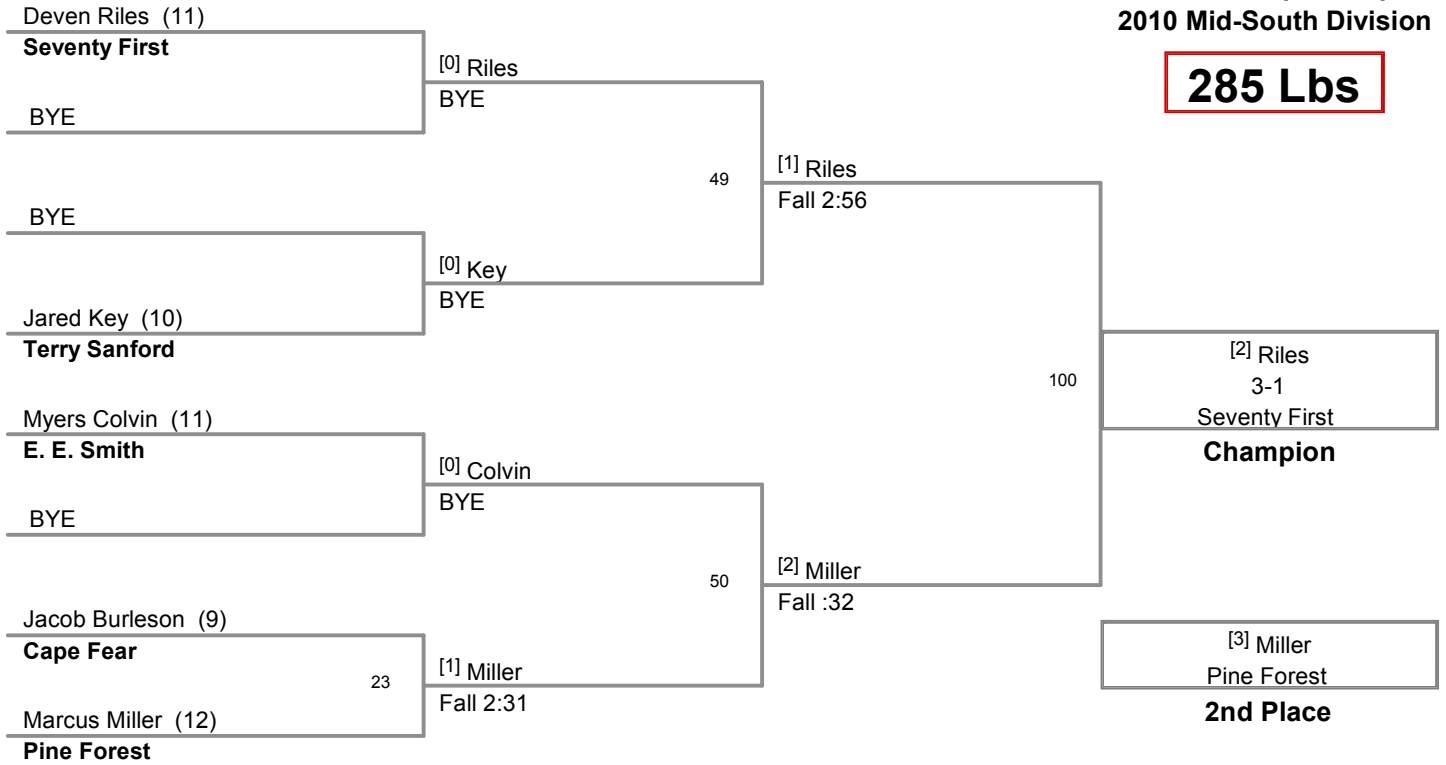 2010 Mid-South Division
285 Lbs
Deven Riles (11)
Seventy First
BYE
BYE
Jared Key (10)
Terry Sanford
Myers Colvin (11)
E. E. Smith
BYE
Jacob Burleson (9)
Cape Fear
Marcus Miller (12)
Pine Forest
23
[0] Riles
BYE
[0] Key
BYE
[0] Colvin
BYE
[1] Miller
Fall 2:31
49
50
[1] Riles
Fall 2:56
[2] Miller
Fall :32
100
[2] Riles
3-1
Seventy First
Champion
[3] Miller
Pine Forest
2nd Place